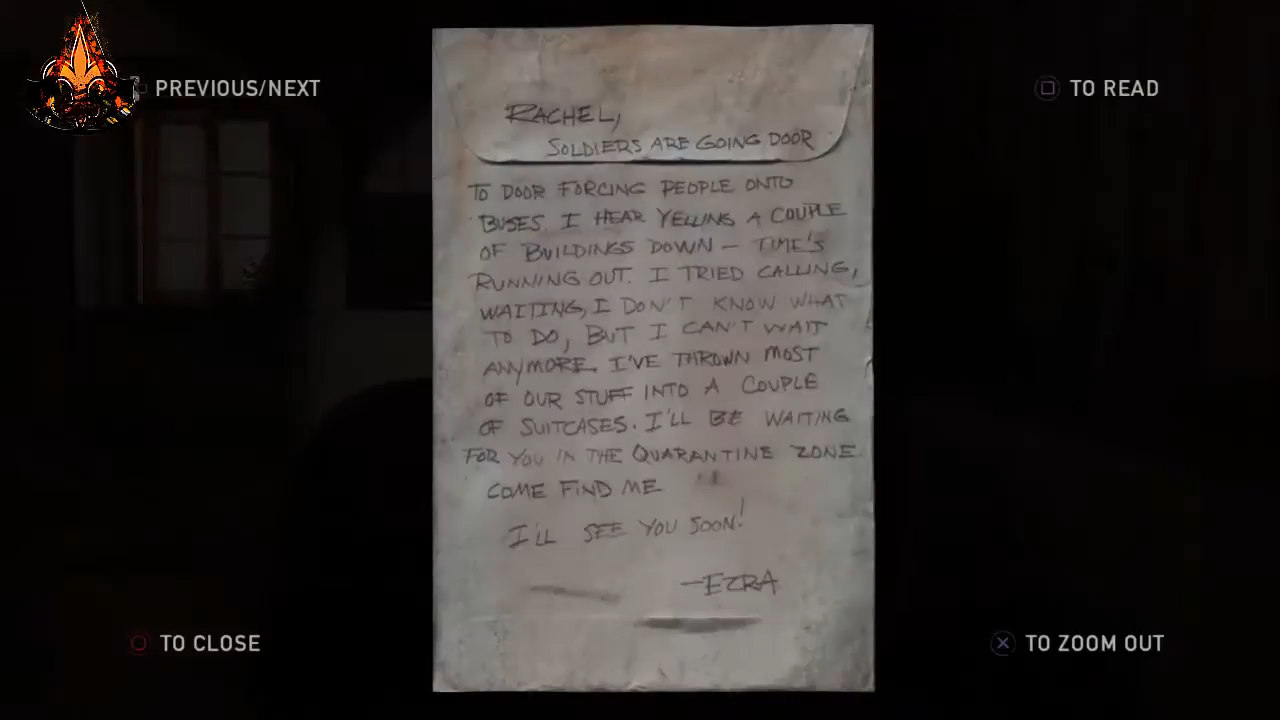 PREVIOUS/NEXT
TO READ
RACHEL,
SOLDIERS ARE GOING DOOR
TO DOOR FORCING PEOPLE ONTO
BUSES. I HEAR YELLING A COUPLE
OF BUILDINGS DOWN — TIME'S
RUNNING OUT. I TRIED CALLING,
WAITING, I DON'T KNOW WHAT
TO DO, BUT I CAN'T WAIT
ANYMORE. I'VE THROWN MOST
OF OUR STUFF INTO A COUPLE
OF SUITCASES. I'LL BE WAITING
FOR YOU IN THE QUARANTINE ZONE.
COME FIND ME
I'LL SEE YOU SOON!
—EZRA
TO CLOSE
TO ZOOM OUT